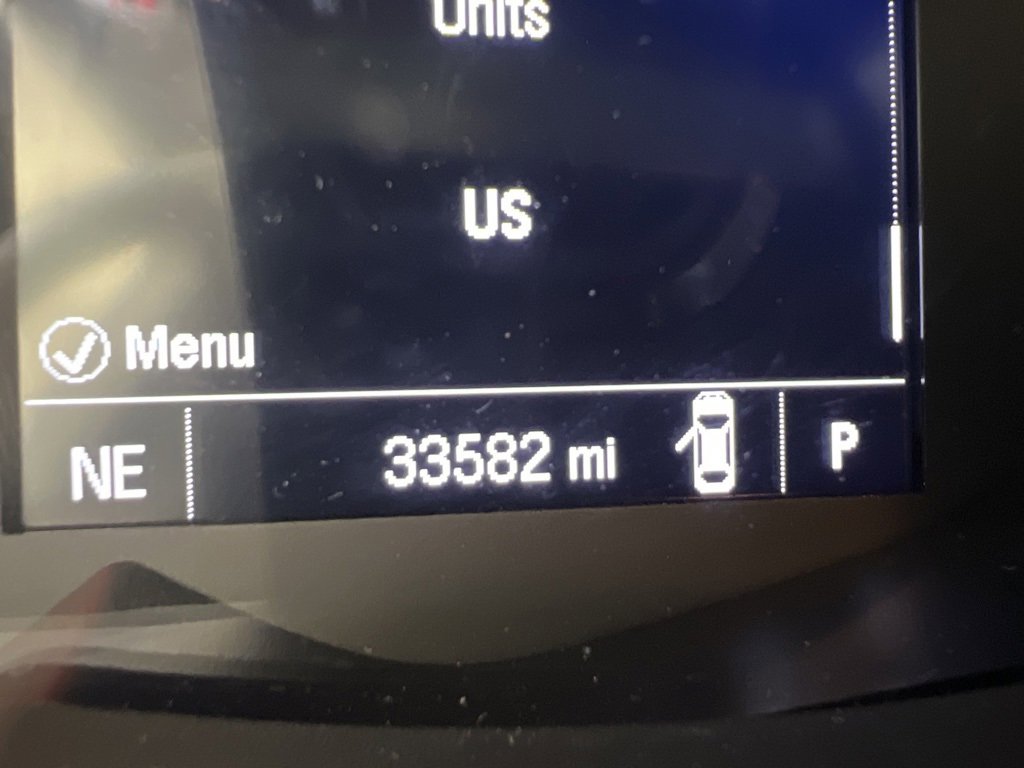 Units
US
Menu
NE 33582 mi P